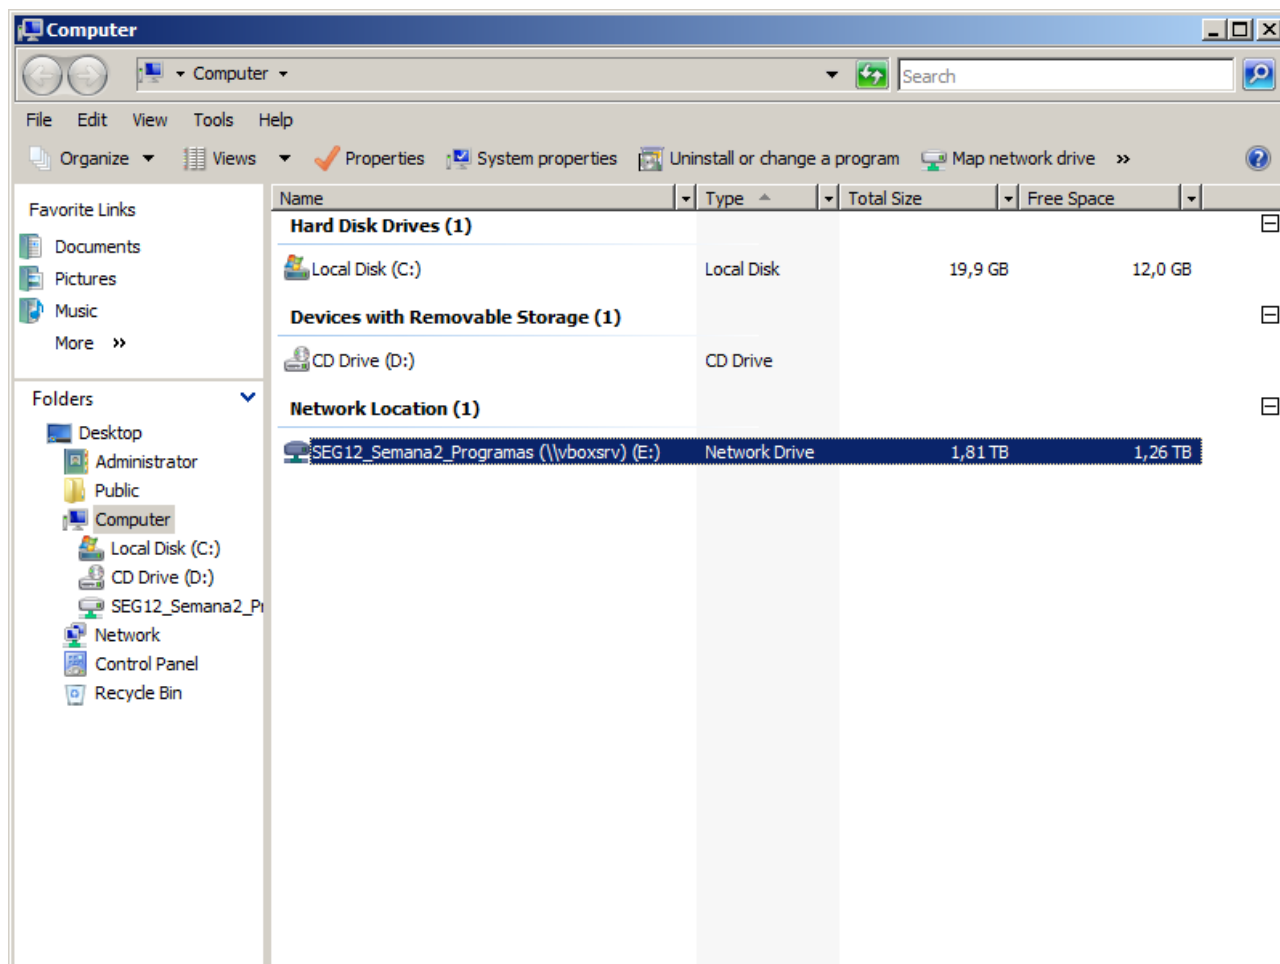 Computer
Computer
Search
File Edit View Tools Help
Organize Views Properties System properties Uninstall or change a program Map network drive »
Favorite Links
Documents
Pictures
Music
More »
Folders
Desktop
Administrator
Public
Computer
Local Disk (C:)
CD Drive (D:)
SEG12_Semana2_Pr
Network
Control Panel
Recycle Bin
Name Type Total Size Free Space
Hard Disk Drives (1)
Local Disk (C:) Local Disk 19,9 GB 12,0 GB
Devices with Removable Storage (1)
CD Drive (D:) CD Drive
Network Location (1)
SEG12_Semana2_Programas (\\vboxsrv) (E:) Network Drive 1,81 TB 1,26 TB